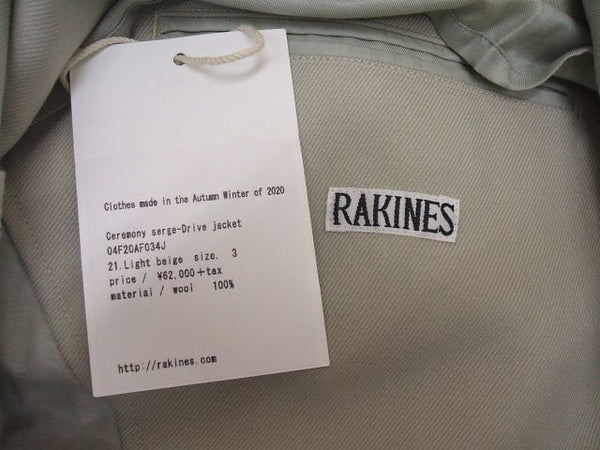 Clothes made in the Autumn Winter of 2020
Ceremony serge-Drive jacket
04F20AF034J
21.Light beige size. 3
price / ¥62,000+tax
material / wool 100%
http://rakines.com
RAKINES